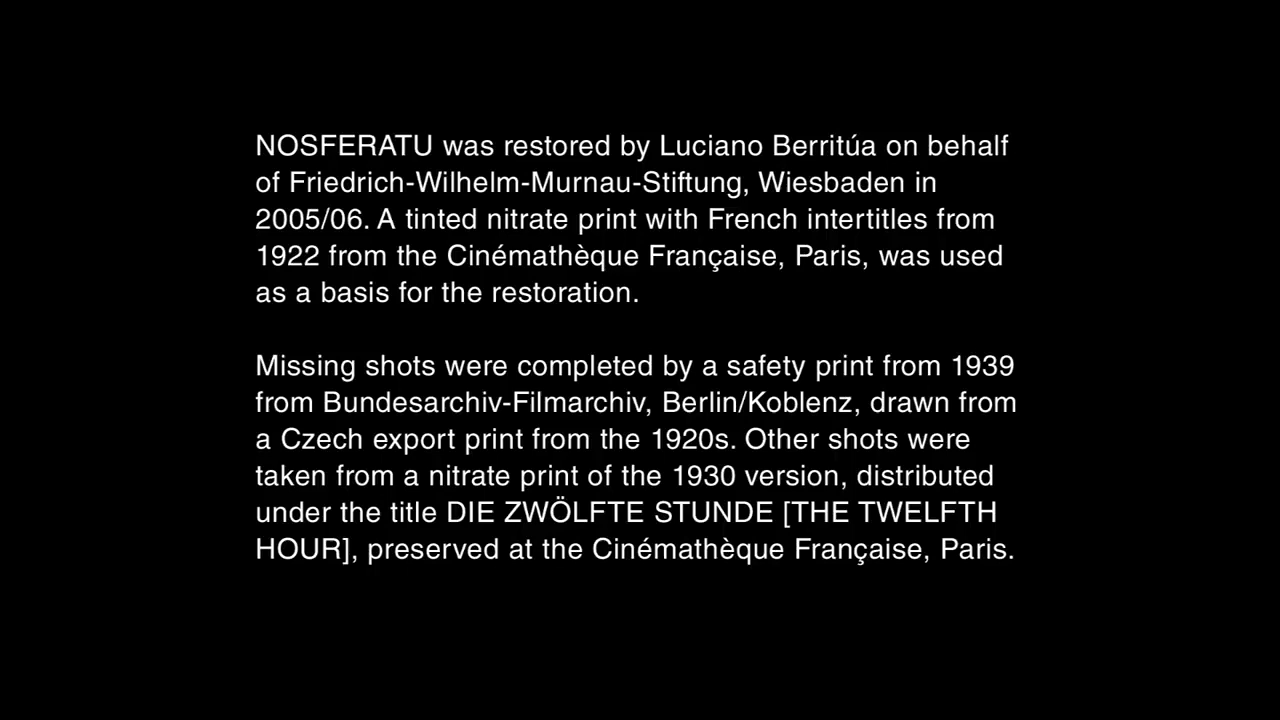 NOSFERATU was restored by Luciano Berritúa on behalf
of Friedrich-Wilhelm-Murnau-Stiftung, Wiesbaden in
2005/06. A tinted nitrate print with French intertitles from
1922 from the Cinémathèque Française, Paris, was used
as a basis for the restoration.
Missing shots were completed by a safety print from 1939
from Bundesarchiv-Filmarchiv, Berlin/Koblenz, drawn from
a Czech export print from the 1920s. Other shots were
taken from a nitrate print of the 1930 version, distributed
under the title DIE ZWÖLFTE STUNDE [THE TWELFTH
HOUR], preserved at the Cinémathèque Française, Paris.